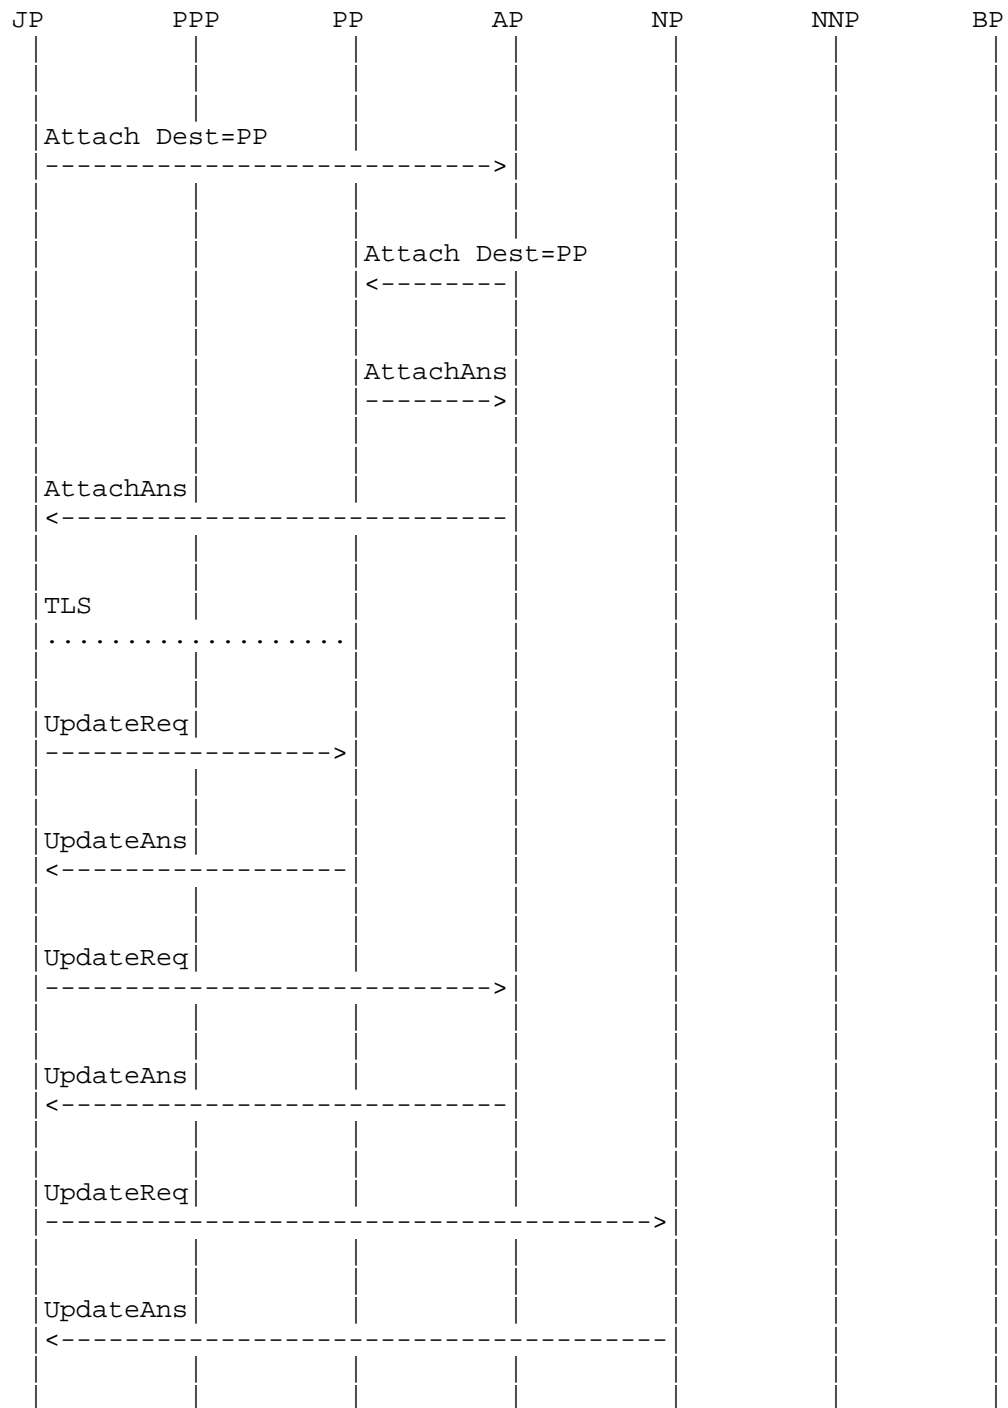 JP PPP PP AP NP NNP BP
Attach Dest=PP
Attach Dest=PP
AttachAns
AttachAns
TLS
UpdateReq
UpdateAns
UpdateReq
UpdateAns
UpdateReq
UpdateAns